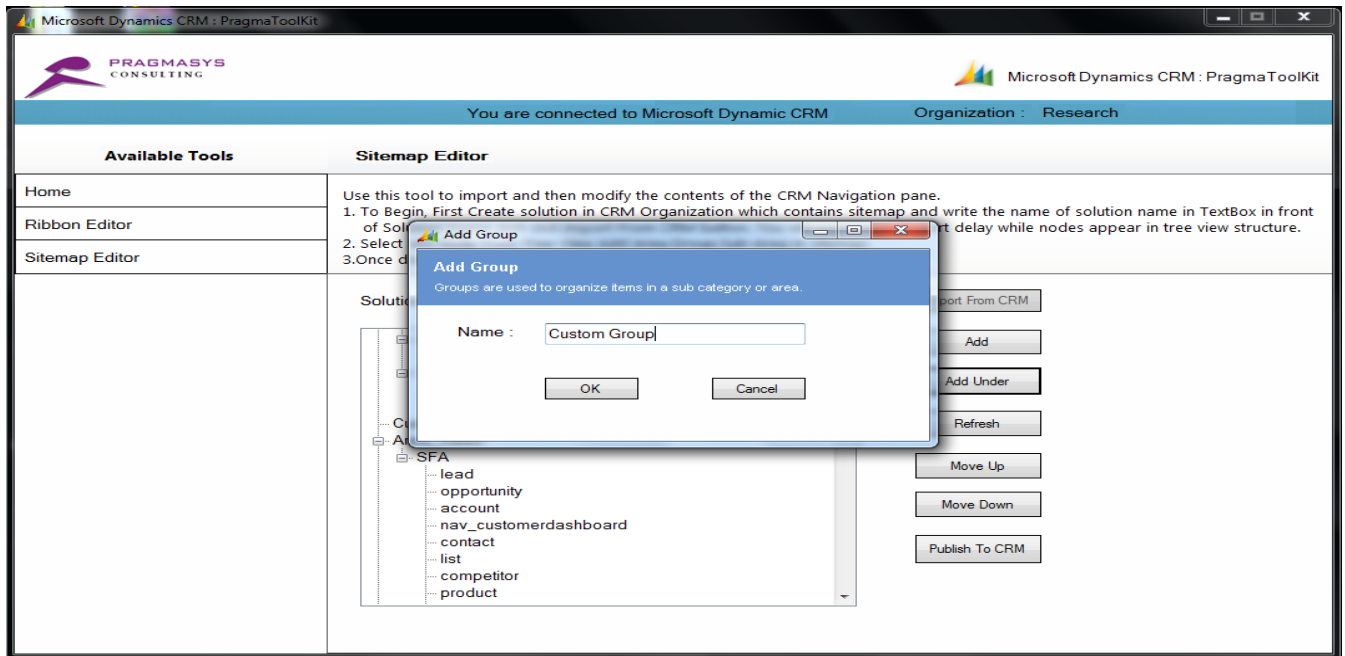 Microsoft Dynamics CRM : PragmaToolKit
PRAGMASYS
CONSULTING
Microsoft Dynamics CRM : PragmaToolKit
You are connected to Microsoft Dynamic CRM
Organization : Research
Available Tools
Sitemap Editor
Home
Ribbon Editor
Sitemap Editor
Use this tool to import and then modify the contents of the CRM Navigation pane.
1. To Begin, First Create solution in CRM Organization which contains sitemap and write the name of solution name in TextBox in front
of
delay while nodes appear in tree view structure.
2. Select
3.Once
Add Group
Add Group
Groups are used to organize items in a sub category or area.
Name :
Custom Group
OK
Cancel
From CRM
Add
Add Under
Refresh
Move Up
Move Down
Publish To CRM
SFA
lead
opportunity
account
nav_customerdashboard
contact
list
competitor
product